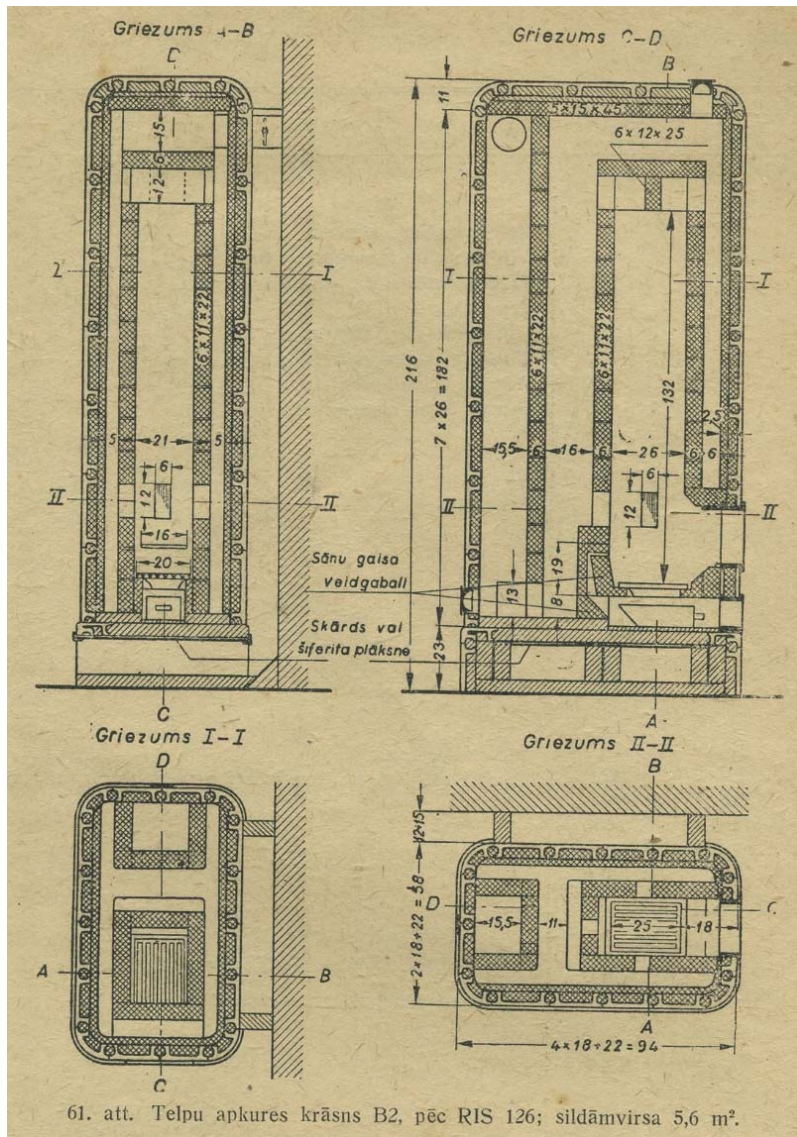 Griezums A–B
D
15
6
12
I
I
6×11×22
5
21
5
6
12
II
II
16
20
C
Griezums C–D
B
11
5×15×45
6×12×25
I
I
216
7 × 26 = 182
6×11×22
6×11×22
132
2,5
15,5
6
16
6
26
6
6
6
12
II
II
Sānu gaisa
veidgabali
13
19
8
Skārds vai
šiferīta plāksne
23
A
Griezums I–I
D
A
B
C
Griezums II–II
B
12-15
2×18+22=58
D
C
15,5
11
25
18
A
4×18+22=94
61. att. Telpu apkures krāsns B2, pēc RIS 126; sildāmvirsa 5,6 m².